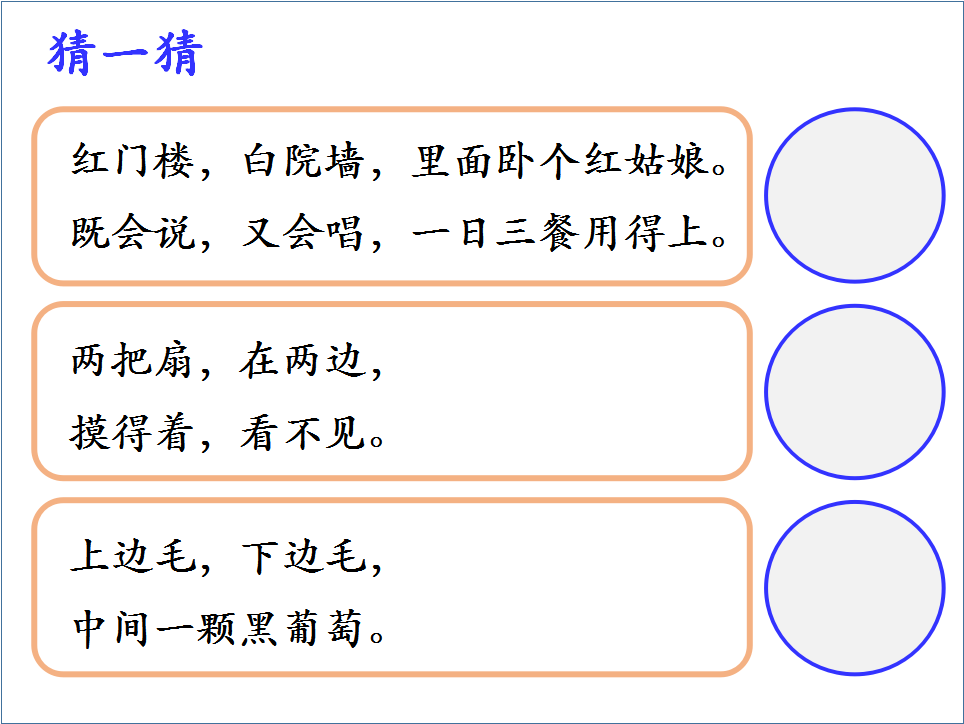 猜一猜
红门楼，白院墙，里面卧个红姑娘。
既会说，又会唱，一日三餐用得上。
两把扇，在两边，
摸得着，看不见。
上边毛，下边毛，
中间一颗黑葡萄。